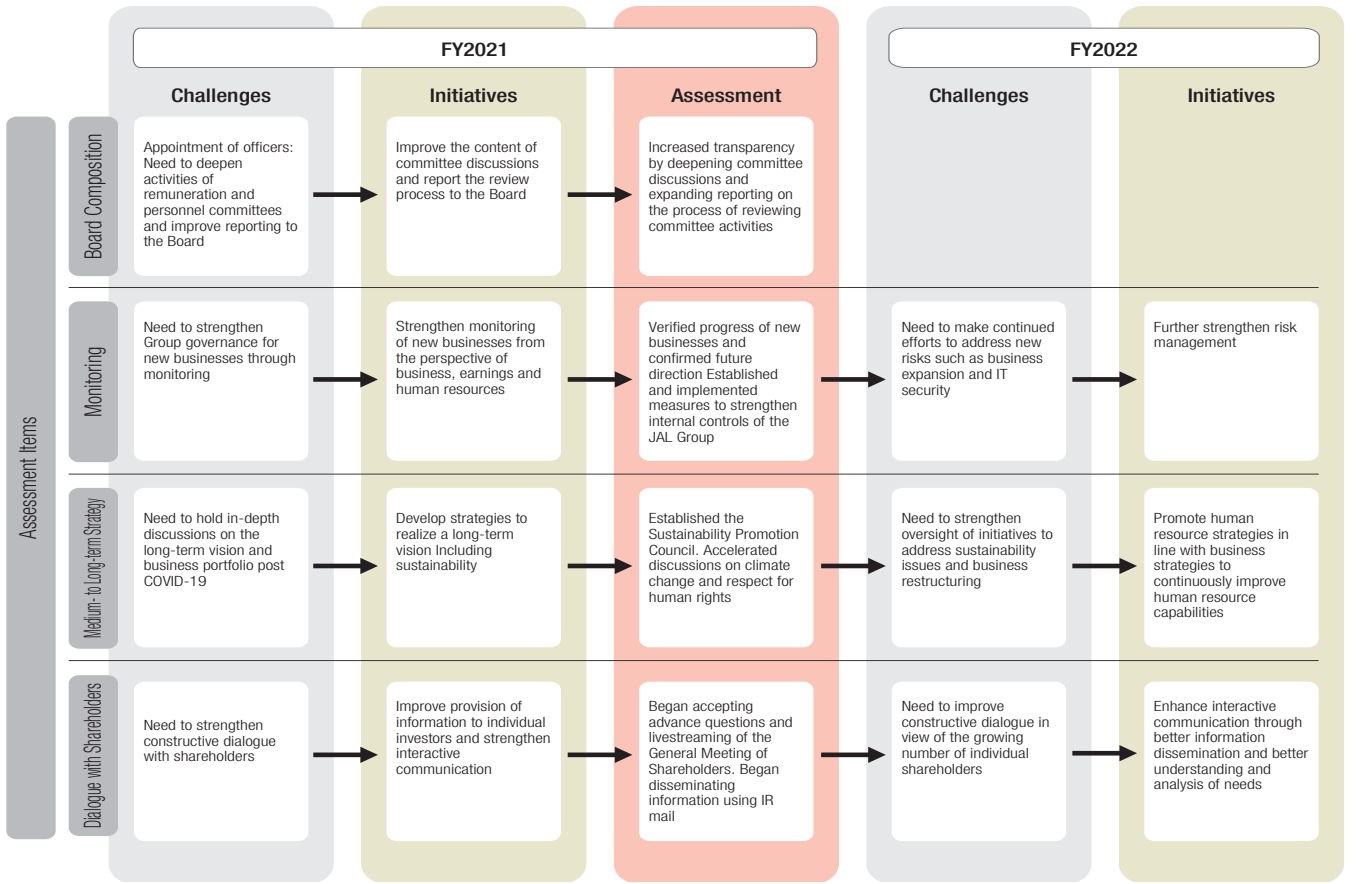 FY2021
FY2022
Challenges
Initiatives
Assessment
Challenges
Initiatives
Assessment Items
Board Composition
Appointment of officers:
Need to deepen
activities of
remuneration and
personnel committees
and improve reporting to
the Board
Improve the content of
committee discussions
and report the review
process to the Board
Increased transparency
by deepening committee
discussions and
expanding reporting on
the process of reviewing
committee activities
Monitoring
Need to strengthen
Group governance for
new businesses through
monitoring
Strengthen monitoring
of new businesses from
the perspective of
business, earnings and
human resources
Verified progress of new
businesses and
confirmed future
direction Established
and implemented
measures to strengthen
internal controls of the
JAL Group
Need to make continued
efforts to address new
risks such as business
expansion and IT
security
Further strengthen risk
management
Medium- to Long-term Strategy
Need to hold in-depth
discussions on the
long-term vision and
business portfolio post
COVID-19
Develop strategies to
realize a long-term
vision Including
sustainability
Established the
Sustainability Promotion
Council. Accelerated
discussions on climate
change and respect for
human rights
Need to strengthen
oversight of initiatives to
address sustainability
issues and business
restructuring
Promote human
resource strategies in
line with business
strategies to
continuously improve
human resource
capabilities
Dialogue with Shareholders
Need to strengthen
constructive dialogue
with shareholders
Improve provision of
information to individual
investors and strengthen
interactive
communication
Began accepting
advance questions and
livestreaming of the
General Meeting of
Shareholders. Began
disseminating
information using IR
mail
Need to improve
constructive dialogue in
view of the growing
number of individual
shareholders
Enhance interactive
communication through
better information
dissemination and better
understanding and
analysis of needs